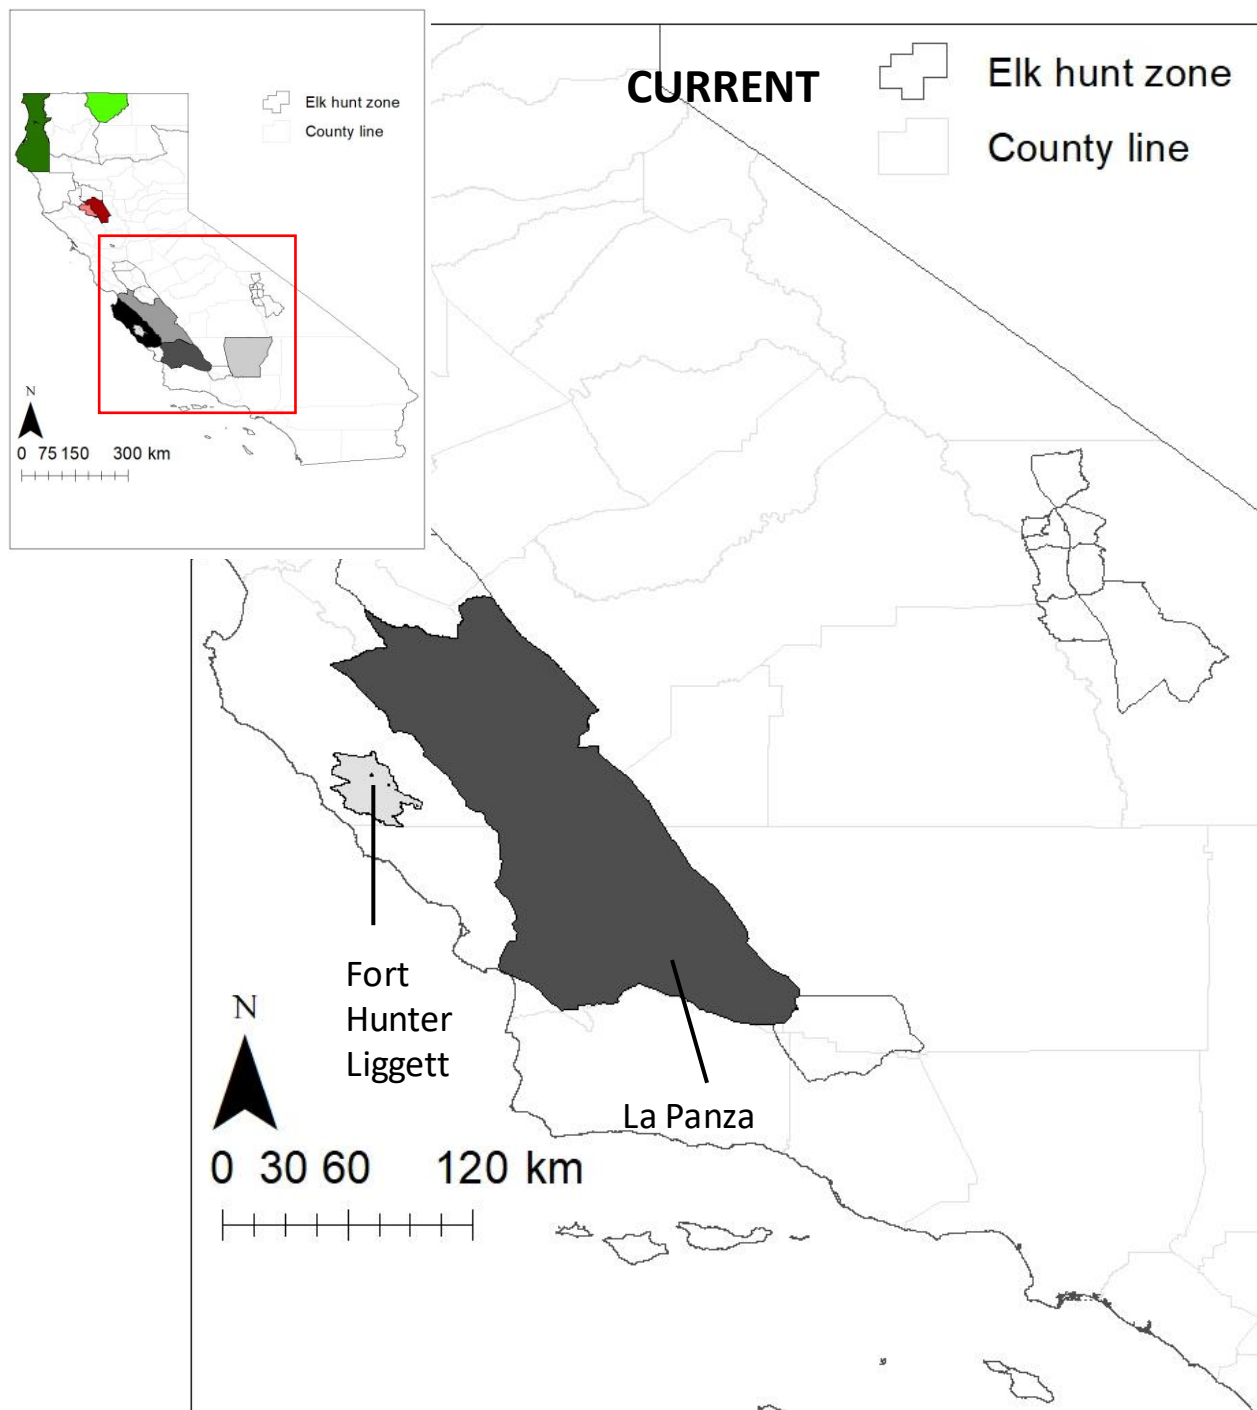 Elk hunt zone
County line
N
0 75 150 300 km
CURRENT
Elk hunt zone
County line
Fort
Hunter
Liggett
La Panza
N
0 30 60 120 km